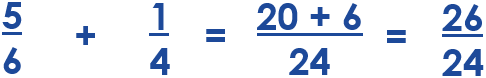 5/6 + 1/4 = 20 + 6/24 = 26/24